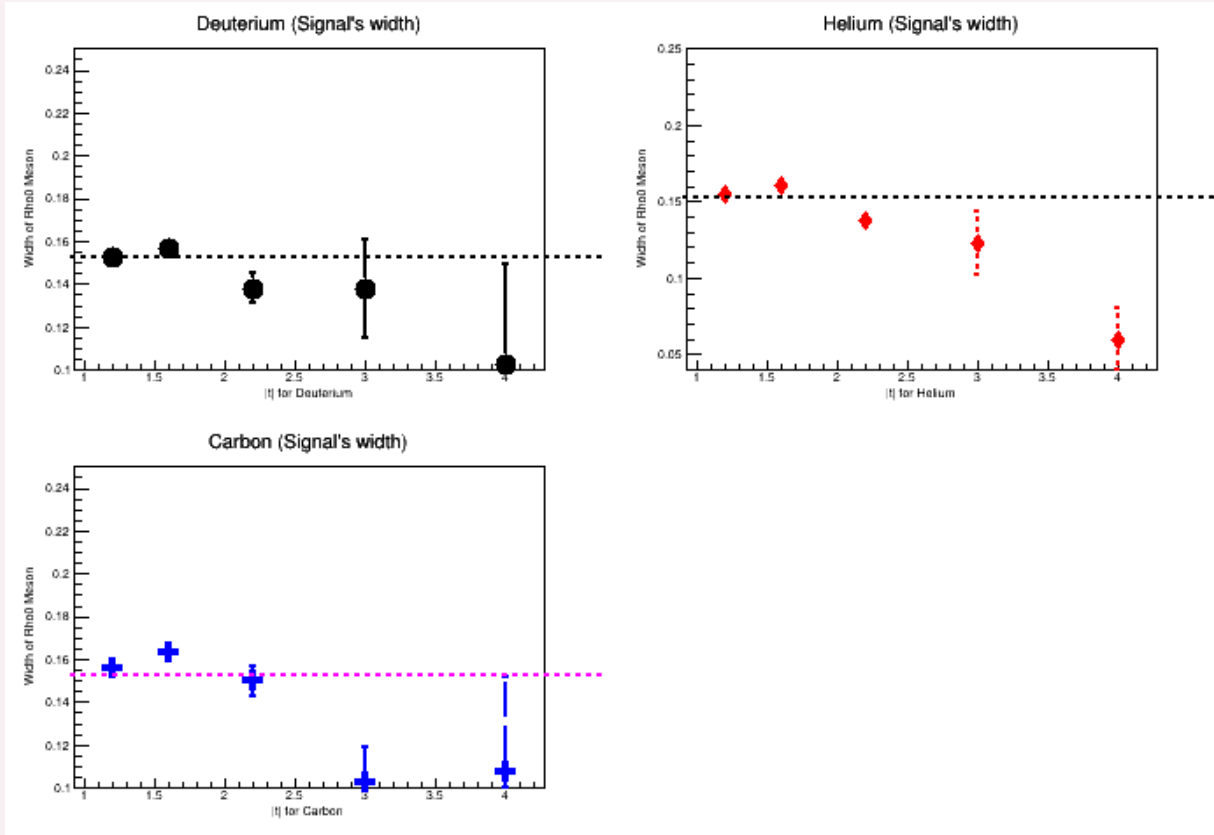 Deuterium (Signal's width)
Width of Rho0 Meson
0.24
0.22
0.2
0.18
0.16
0.14
0.12
0.1
1 1.5 2 2.5 3 3.5 4
|t| for Deuterium
Helium (Signal's width)
Width of Rho0 Meson
0.25
0.2
0.15
0.1
0.05
1 1.5 2 2.5 3 3.5 4
|t| for Helium
Carbon (Signal's width)
Width of Rho0 Meson
0.24
0.22
0.2
0.18
0.16
0.14
0.12
0.1
1 1.5 2 2.5 3 3.5 4
|t| for Carbon